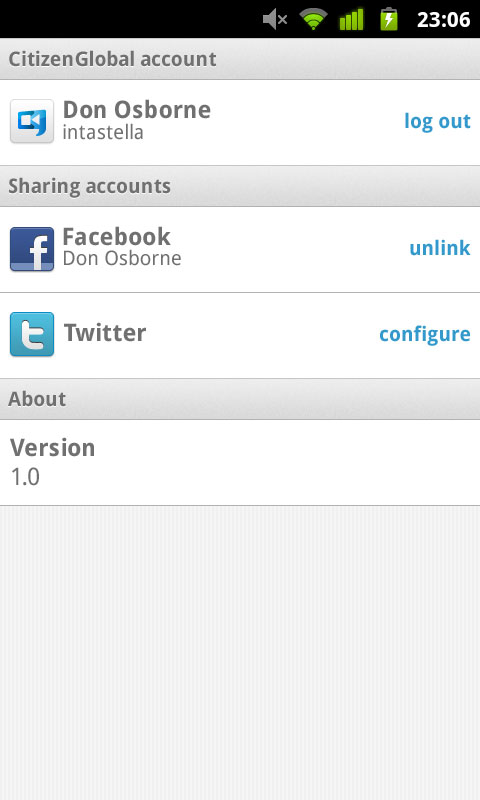 23:06
CitizenGlobal account
Don Osborne
intastella
log out
Sharing accounts
Facebook
Don Osborne
unlink
Twitter
configure
About
Version
1.0